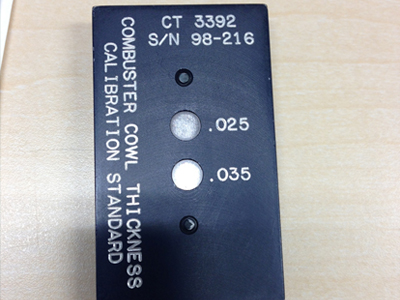 CT 3392
S/N 98-216
COMBUSTER COWL THICKNESS
CALIBRATION STANDARD
.025
.035